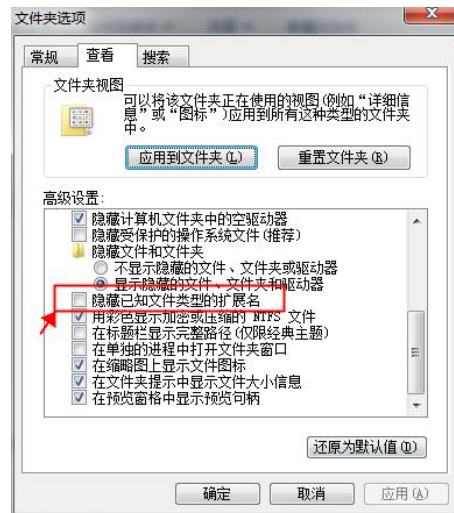 文件夹选项
常规 查看 搜索
文件夹视图
可以将该文件夹正在使用的视图(例如“详细信
息”或“图标”)应用到所有这种类型的文件夹
中。
应用到文件夹(L) 重置文件夹(R)
高级设置:
隐藏计算机文件夹中的空驱动器
隐藏受保护的操作系统文件(推荐)
隐藏文件和文件夹
不显示隐藏的文件、文件夹或驱动器
显示隐藏的文件、文件夹和驱动器
隐藏已知文件类型的扩展名
用彩色显示加密或压缩的 NTFS 文件
在标题栏显示完整路径(仅限经典主题)
在单独的进程中打开文件夹窗口
在缩略图上显示文件图标
在文件夹提示中显示文件大小信息
在预览窗格中显示预览句柄
还原为默认值(D)
确定 取消 应用(A)